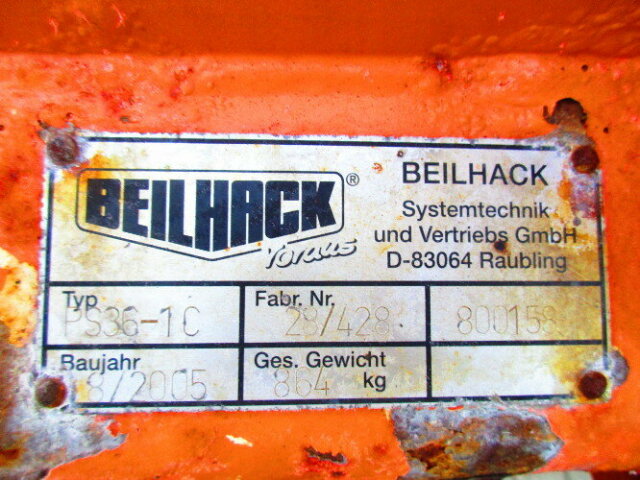 BEILHACK®
Voraus
BEILHACK
Systemtechnik
und Vertriebs GmbH
D-83064 Raubling
Typ Fabr. Nr.
PS36-1C 28/428 800158
Baujahr Ges. Gewicht
8/2005 864 kg